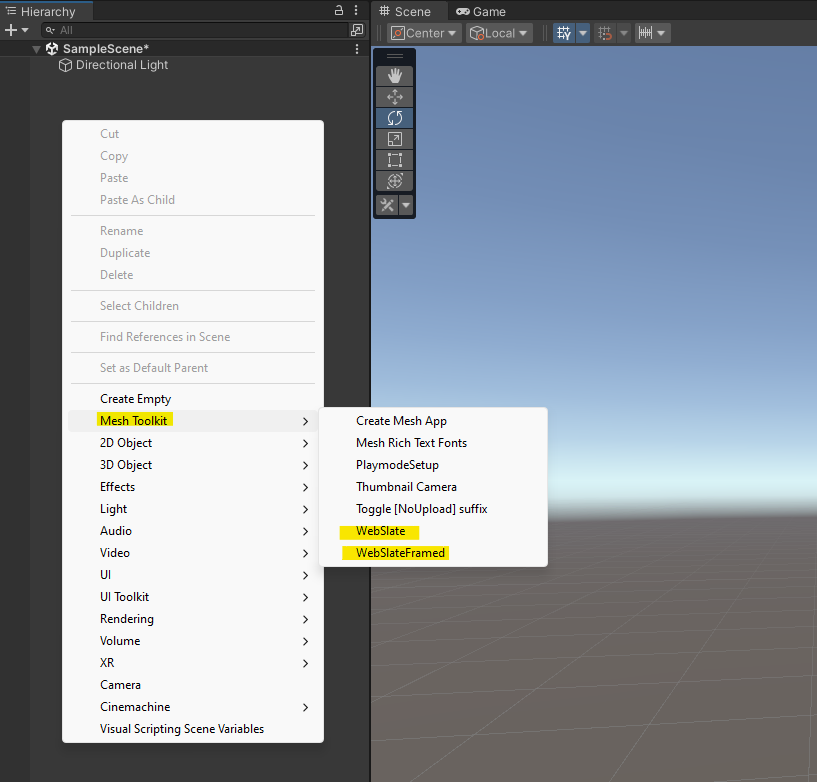 Hierarchy
Scene
Game
All
Center
Local
SampleScene*
Directional Light
Cut
Copy
Paste
Paste As Child
Rename
Duplicate
Delete
Select Children
Find References in Scene
Set as Default Parent
Create Empty
Mesh Toolkit
2D Object
3D Object
Effects
Light
Audio
Video
UI
UI Toolkit
Rendering
Volume
XR
Camera
Cinemachine
Visual Scripting Scene Variables
Create Mesh App
Mesh Rich Text Fonts
PlaymodeSetup
Thumbnail Camera
Toggle [NoUpload] suffix
WebSlate
WebSlateFramed